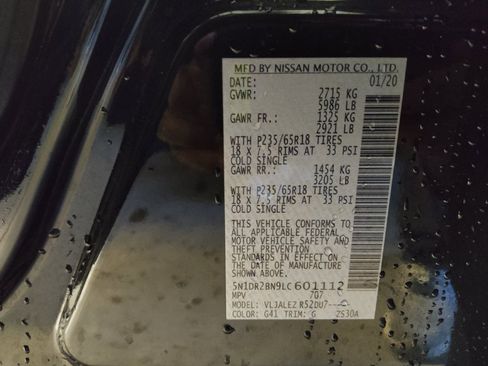 MFD BY NISSAN MOTOR CO., LTD.
DATE: 01/20
GVWR: 2715 KG
5986 LB
GAWR FR.: 1325 KG
2921 LB
WITH P235/65R18 TIRES
18 X 7.5 RIMS AT 33 PSI
COLD SINGLE
GAWR RR.: 1454 KG
3205 LB
WITH P235/65R18 TIRES
18 X 7.5 RIMS AT 33 PSI
COLD SINGLE
THIS VEHICLE CONFORMS TO
ALL APPLICABLE FEDERAL
MOTOR VEHICLE SAFETY AND
THEFT PREVENTION
STANDARDS IN EFFECT ON
THE DATE OF MANUFACTURE
SHOWN ABOVE.
5N1DR2BN9LC601112
MPV 707
MODEL: VLJALEZ R52DU7---
COLOR: G41 TRIM: G 2S30A